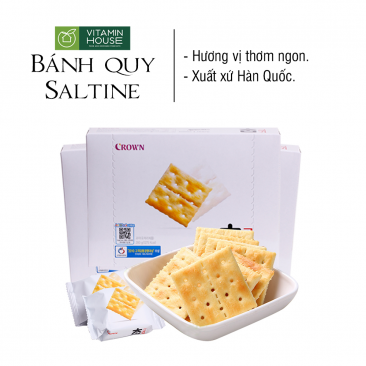 VITAMIN
HOUSE
BÁNH QUY
SALTINE
- Hương vị thơm ngon.
- Xuất xứ Hàn Quốc.
CROWN